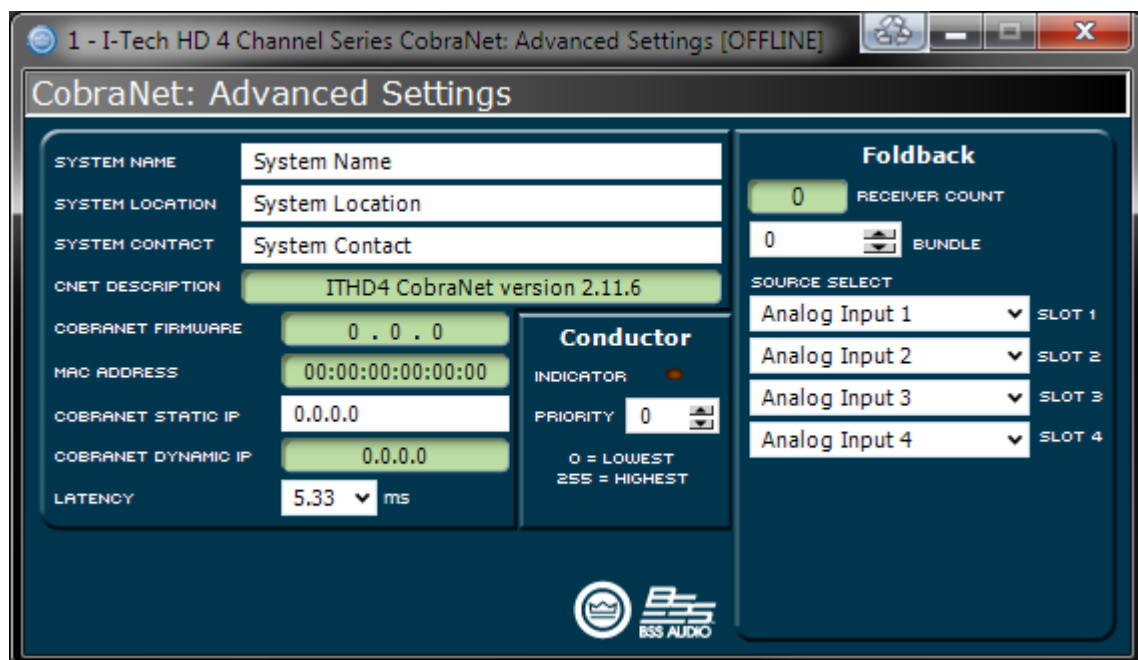 1 - I-Tech HD 4 Channel Series CobraNet: Advanced Settings [OFFLINE]
CobraNet: Advanced Settings
SYSTEM NAME System Name
SYSTEM LOCATION System Location
SYSTEM CONTACT System Contact
CNET DESCRIPTION ITHD4 CobraNet version 2.11.6
COBRANET FIRMWARE 0 . 0 . 0
MAC ADDRESS 00:00:00:00:00:00
COBRANET STATIC IP 0.0.0.0
COBRANET DYNAMIC IP 0.0.0.0
LATENCY 5.33 ms
Conductor
INDICATOR
PRIORITY 0
0 = LOWEST
255 = HIGHEST
Foldback
0 RECEIVER COUNT
0 BUNDLE
SOURCE SELECT
Analog Input 1 SLOT 1
Analog Input 2 SLOT 2
Analog Input 3 SLOT 3
Analog Input 4 SLOT 4
BSS
BSS AUDIO